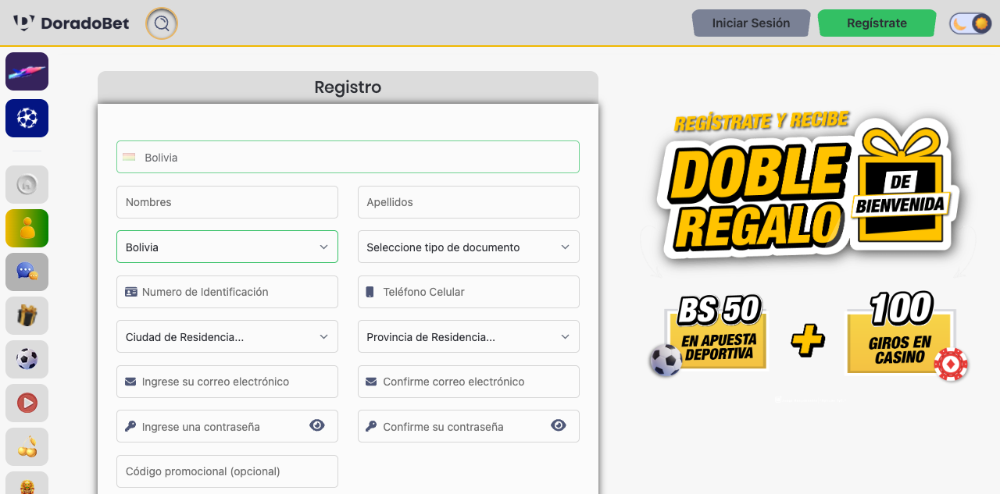 DoradoBet
Iniciar Sesión
Regístrate
Registro
Bolivia
Nombres
Apellidos
Bolivia
Seleccione tipo de documento
Numero de Identificación
Teléfono Celular
Ciudad de Residencia...
Provincia de Residencia...
Ingrese su correo electrónico
Confirme correo electrónico
Ingrese una contraseña
Confirme su contraseña
Código promocional (opcional)
REGÍSTRATE Y RECIBE
DOBLE
REGALO
DE
BIENVENIDA
BS 50
EN APUESTA
DEPORTIVA
+
100
GIROS EN
CASINO